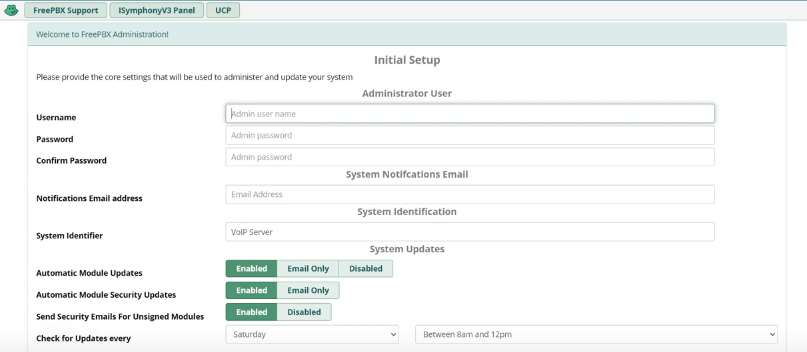 FreePBX Support ISymphonyV3 Panel UCP
Welcome to FreePBX Administration!
Initial Setup
Please provide the core settings that will be used to administer and update your system
Administrator User
Username Admin user name
Password Admin password
Confirm Password Admin password
System Notifcations Email
Notifications Email address Email Address
System Identification
System Identifier VoIP Server
System Updates
Automatic Module Updates Enabled Email Only Disabled
Automatic Module Security Updates Enabled Email Only
Send Security Emails For Unsigned Modules Enabled Disabled
Check for Updates every Saturday Between 8am and 12pm